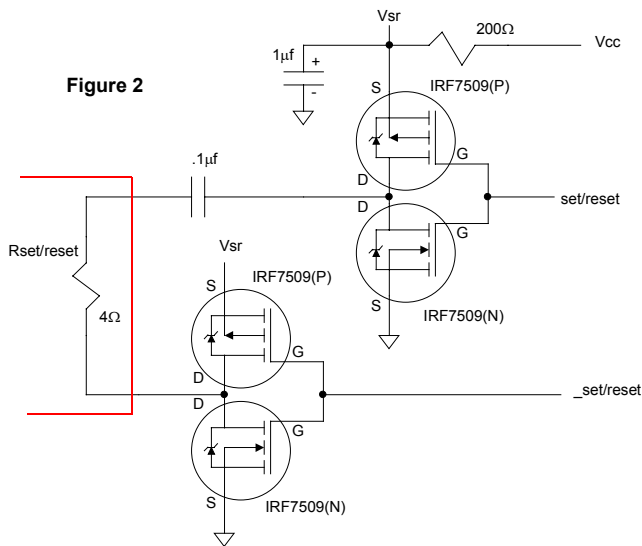 Vsr
200Ω
Vcc
1μf
+
-
Figure 2
S
IRF7509(P)
G
.1μf
D
D
set/reset
G
Rset/reset
Vsr
S
IRF7509(N)
S
IRF7509(P)
4Ω
G
D
D
_set/reset
G
S
IRF7509(N)